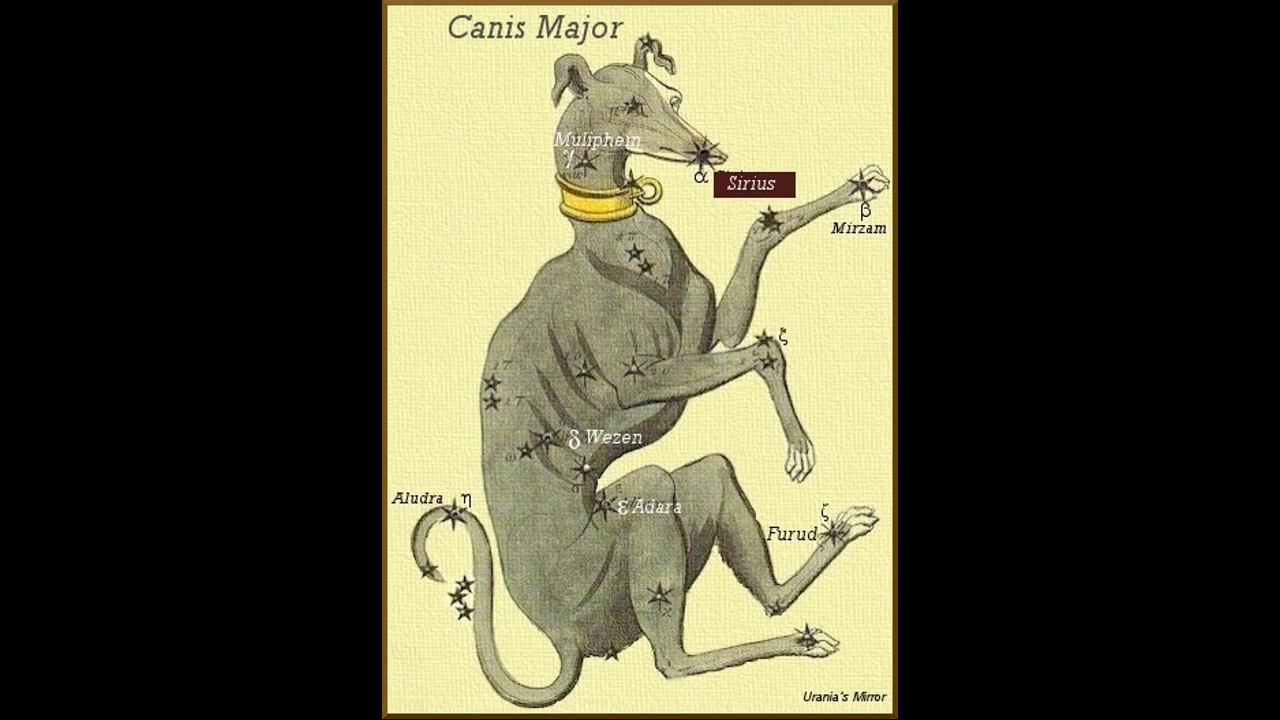 Canis Major
Muliphein
γ
α
Sirius
β
Mirzam
ζ
δ Wezen
ω
Aludra η
ε Adara
ζ
Furud
κ
Urania's Mirror